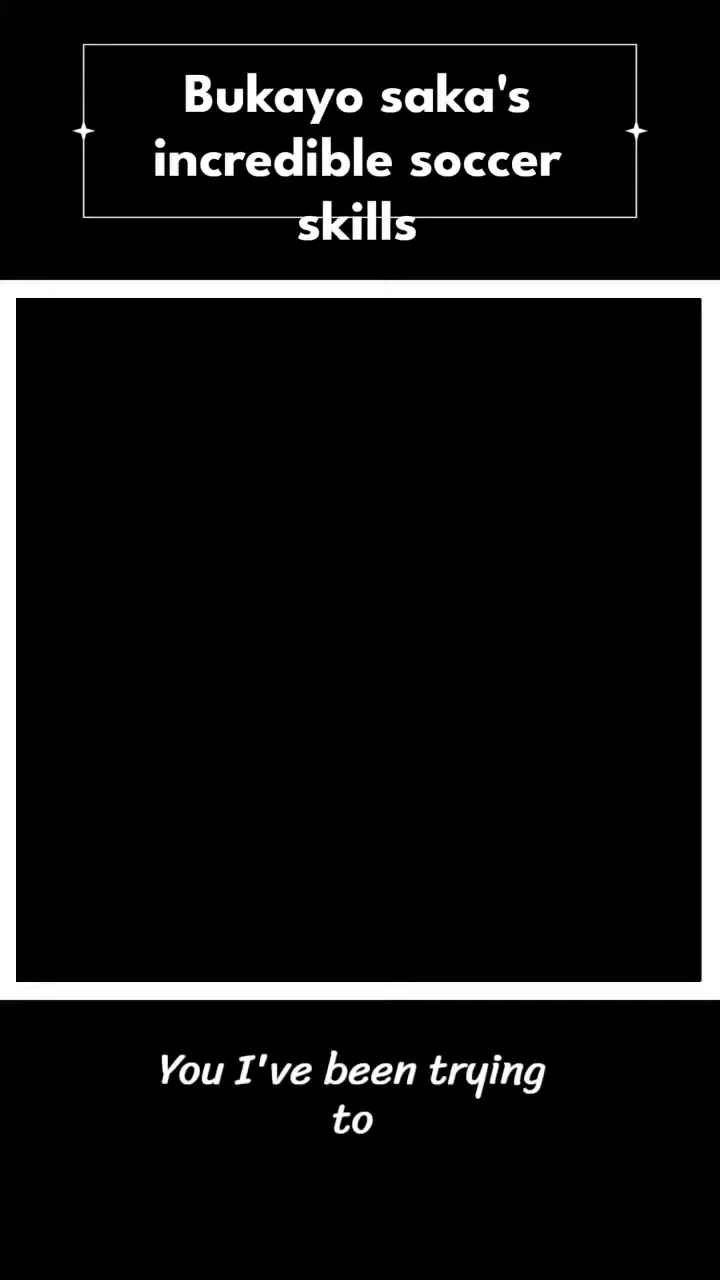 Bukayo saka's
incredible soccer
skills
You I've been trying
to